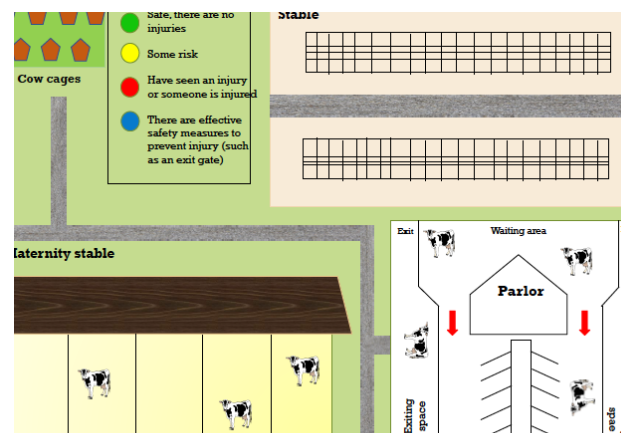 Safe, there are no
injuries
Some risk
Have seen an injury
or someone is injured
There are effective
safety measures to
prevent injury (such
as an exit gate)
Cow cages
Stable
Maternity stable
Exit
Waiting area
Parlor
Exiting
space